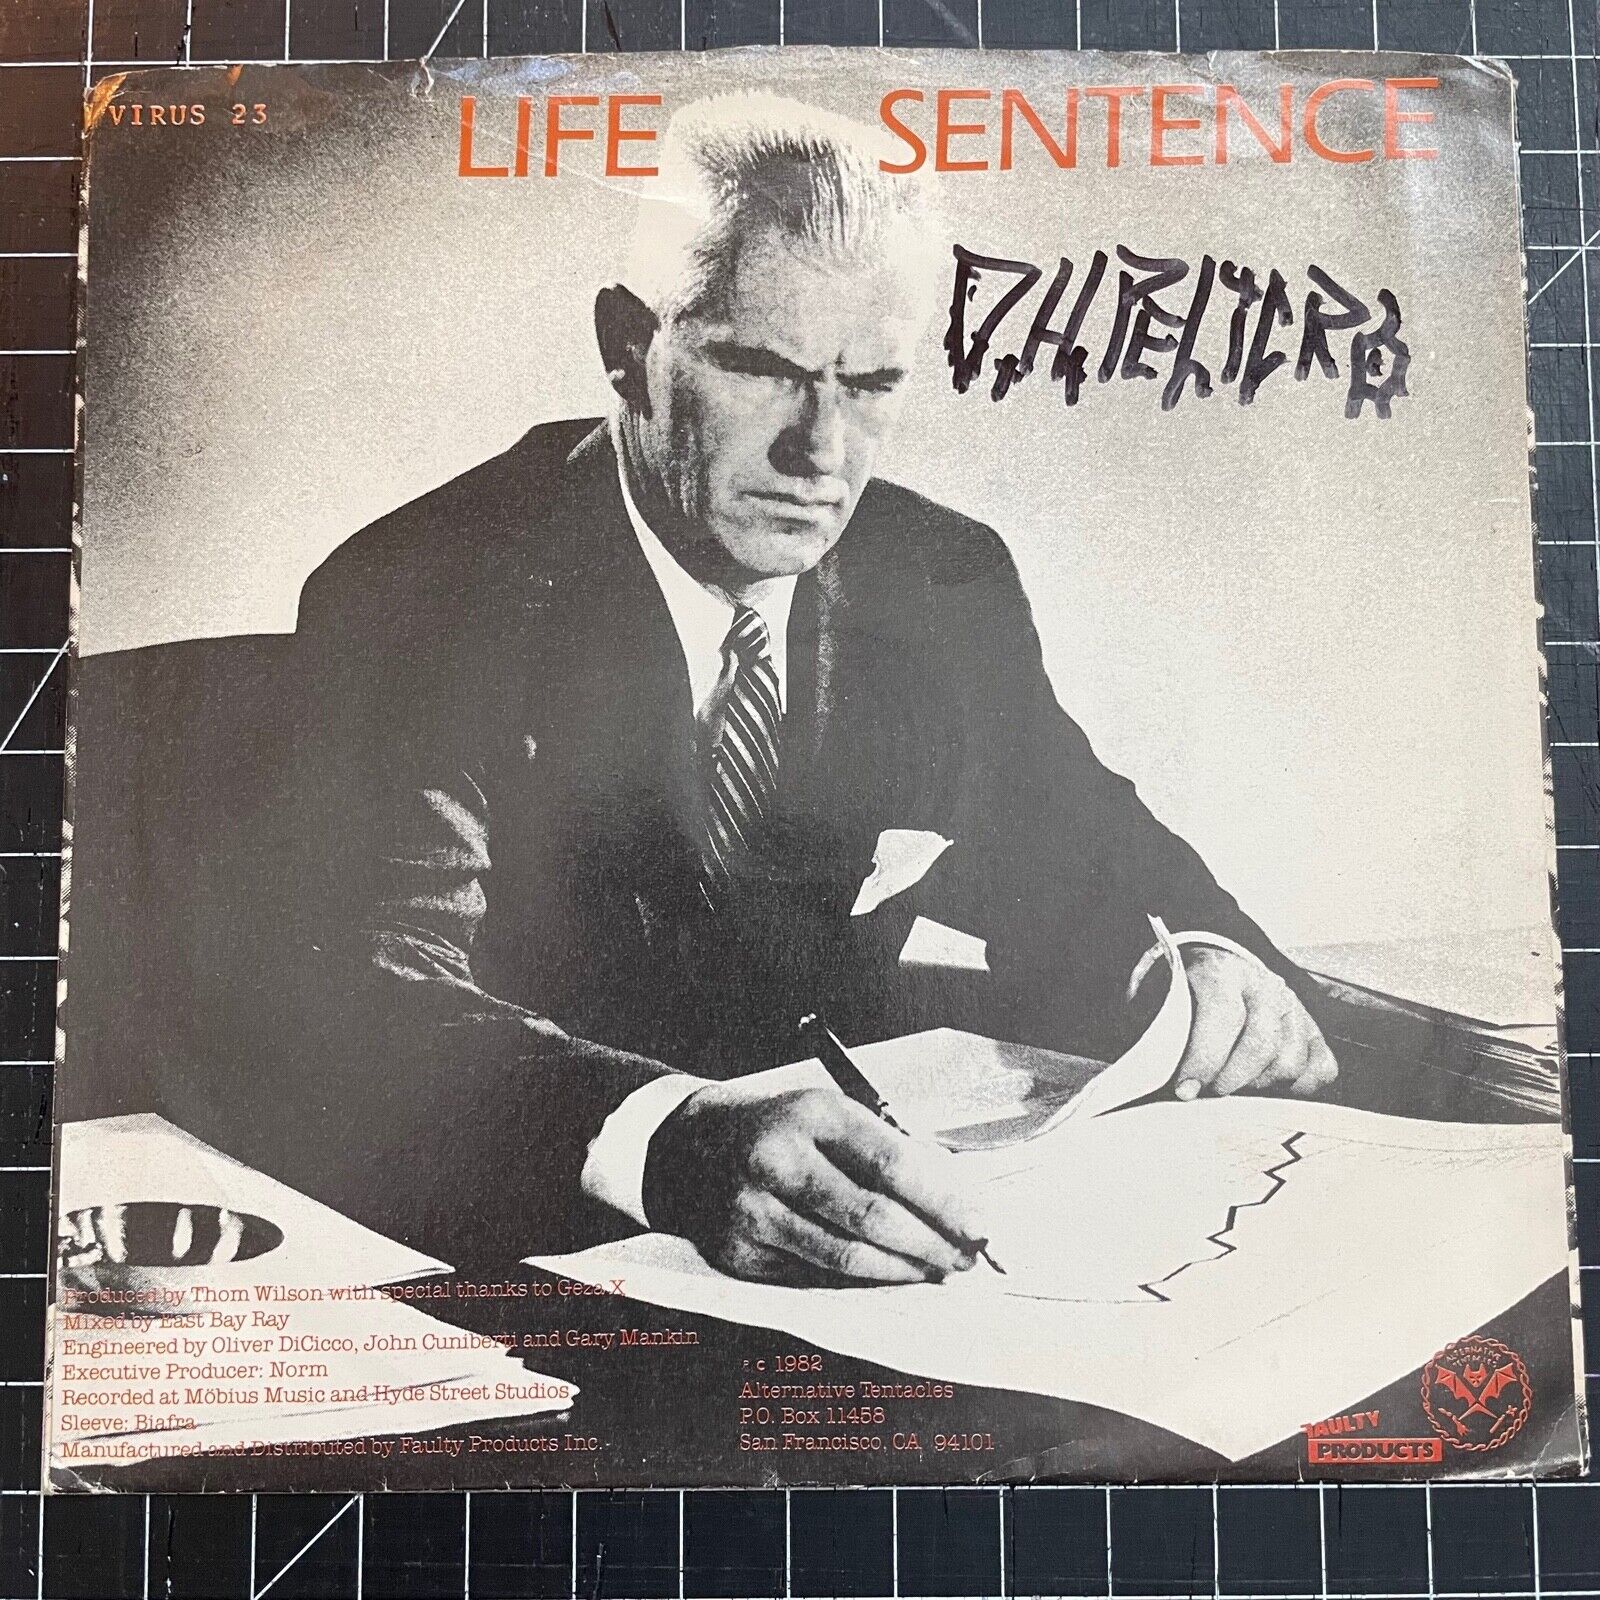 VIRUS 23
LIFE SENTENCE
D.H. PELIGRO
Produced by Thom Wilson with special thanks to Geza X
Mixed by East Bay Ray
Engineered by Oliver DiCicco, John Cuniberti and Gary Mankin
Executive Producer: Norm
Recorded at Möbius Music and Hyde Street Studios
Sleeve: Biafra
Manufactured and Distributed by Faulty Products Inc.
P C 1982
Alternative Tentacles
P.O. Box 11458
San Francisco, CA 94101
FAULTY
PRODUCTS
ALTERNATIVE
TENTACLES